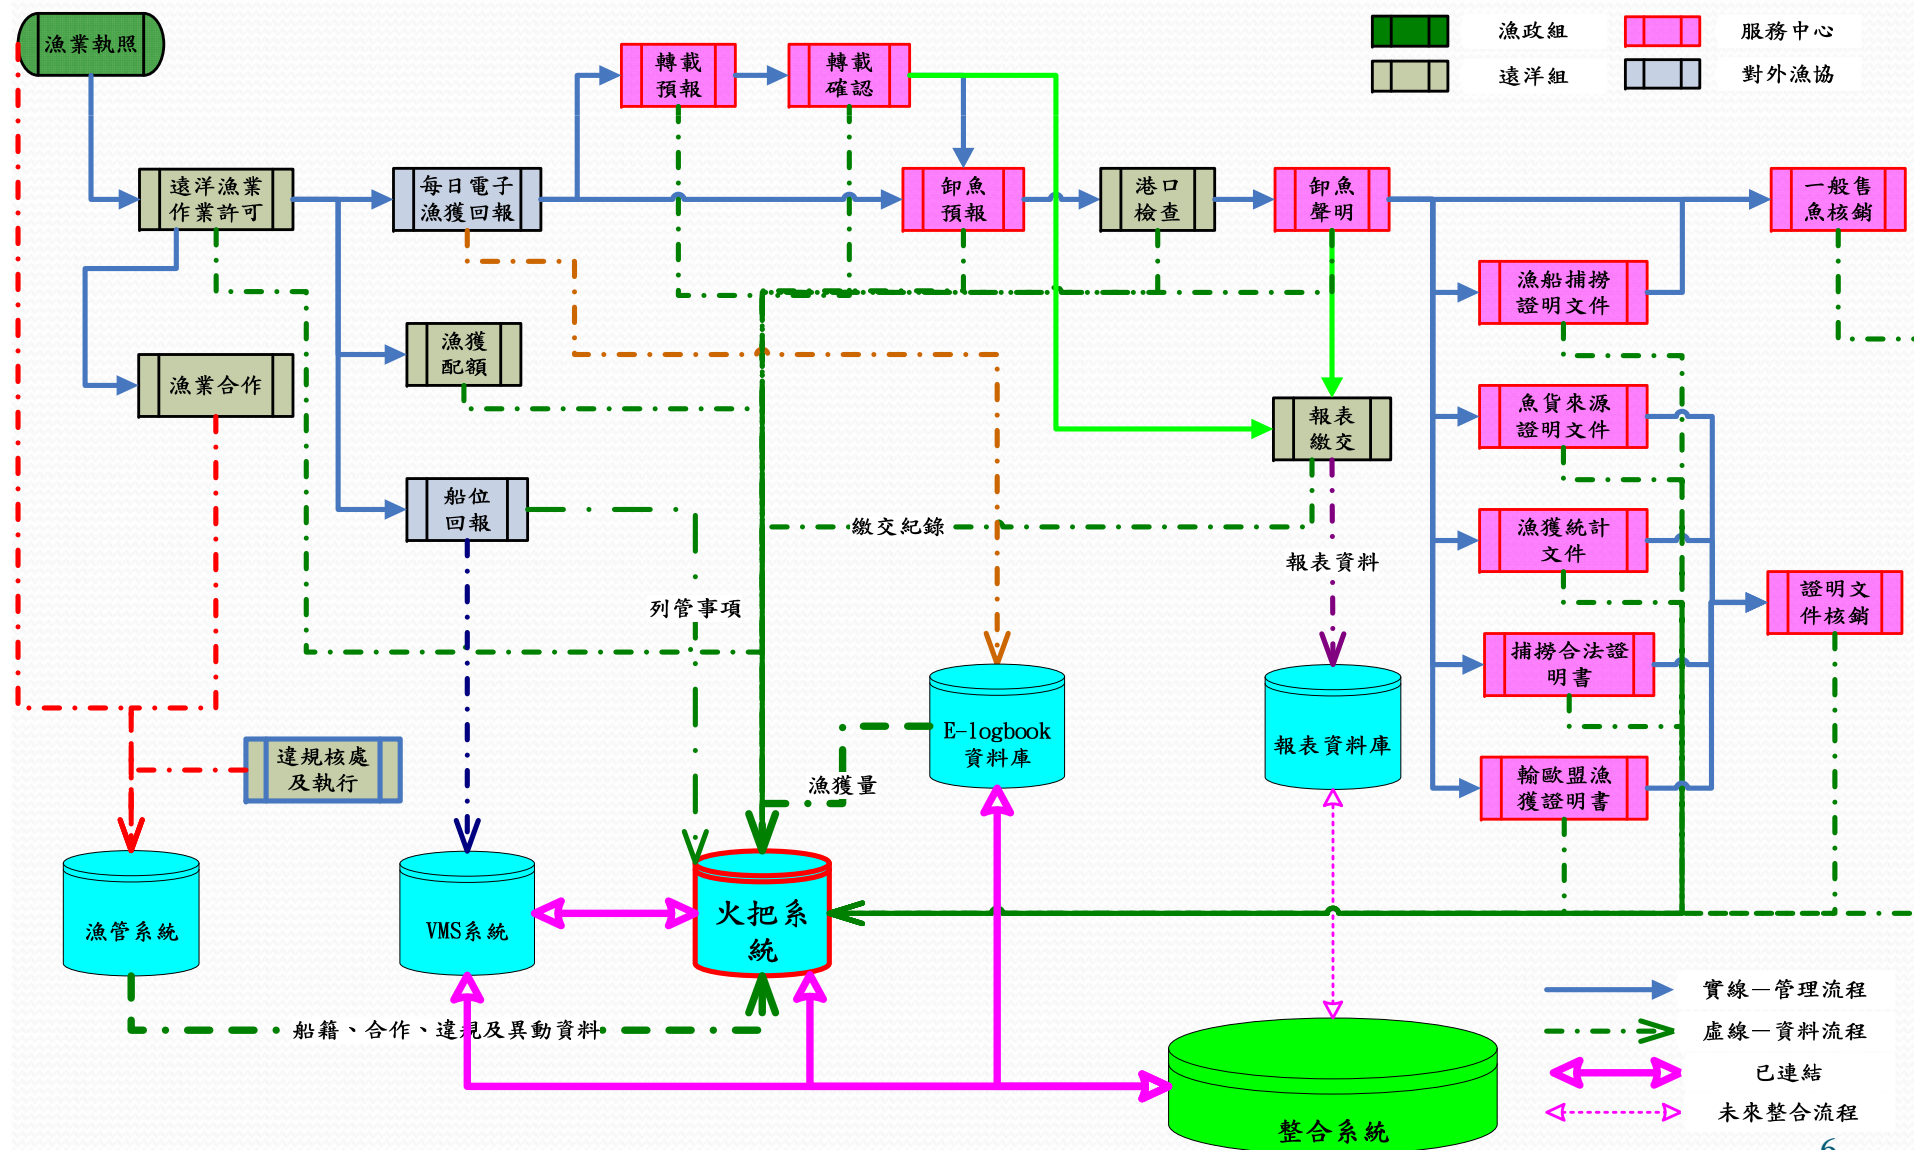 漁業執照
轉載
預報
轉載
確認
漁政組
服務中心
遠洋組
對外漁協
遠洋漁業
作業許可
每日電子
漁獲回報
卸魚
預報
港口
檢查
卸魚
聲明
一般售
魚核銷
漁船捕撈
證明文件
漁獲
配額
漁業合作
魚貨來源
證明文件
報表
繳交
船位
回報
繳交紀錄
漁獲統計
文件
報表資料
列管事項
證明文
件核銷
捕撈合法證
明書
E-logbook
資料庫
報表資料庫
違規核處
及執行
漁獲量
輸歐盟漁
獲證明書
漁管系統
VMS系統
火把系
統
船籍、合作、違規及異動資料
實線－管理流程
虛線－資料流程
已連結
未來整合流程
整合系統
6